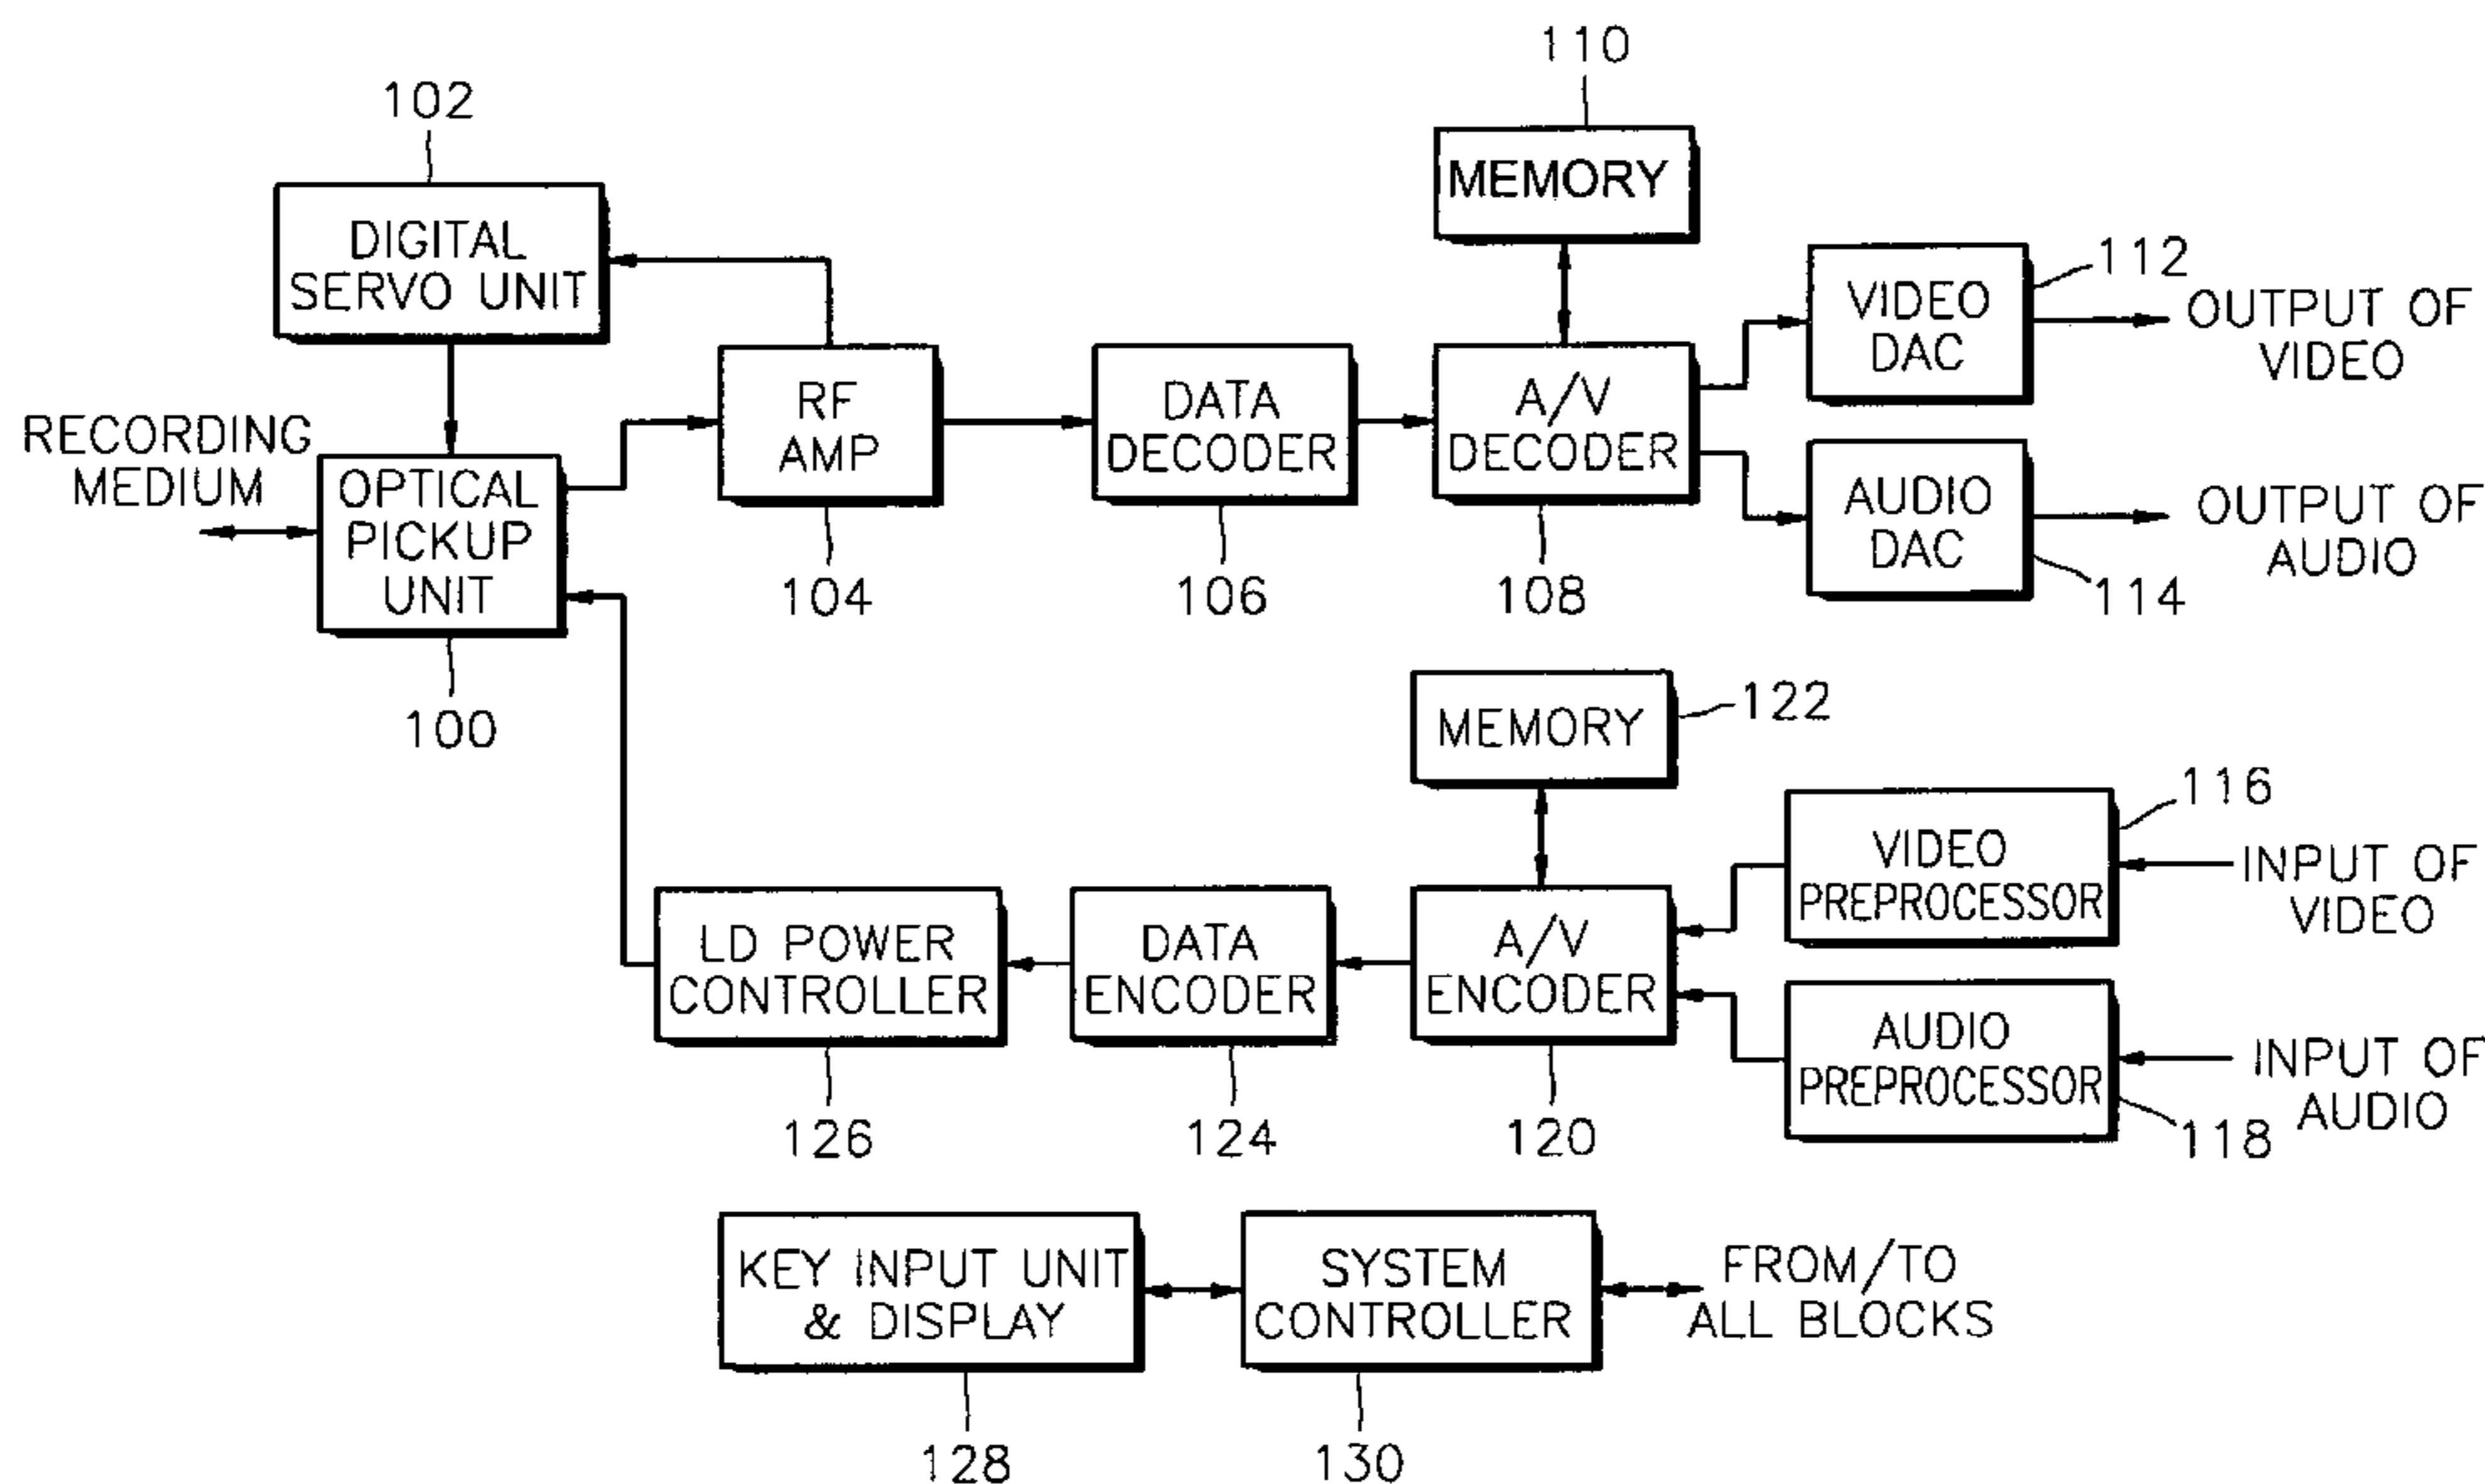 110
102
MEMORY
DIGITAL
SERVO UNIT
112
VIDEO
DAC
OUTPUT OF
VIDEO
RF
AMP
DATA
DECODER
A/V
DECODER
RECORDING
MEDIUM
OPTICAL
PICKUP
UNIT
AUDIO
DAC
OUTPUT OF
AUDIO
104
106
108
114
100
MEMORY
122
116
VIDEO
PREPROCESSOR
INPUT OF
VIDEO
LD POWER
CONTROLLER
DATA
ENCODER
A/V
ENCODER
AUDIO
PREPROCESSOR
INPUT OF
AUDIO
126
124
120
118
KEY INPUT UNIT
& DISPLAY
SYSTEM
CONTROLLER
FROM/TO
ALL BLOCKS
128
130